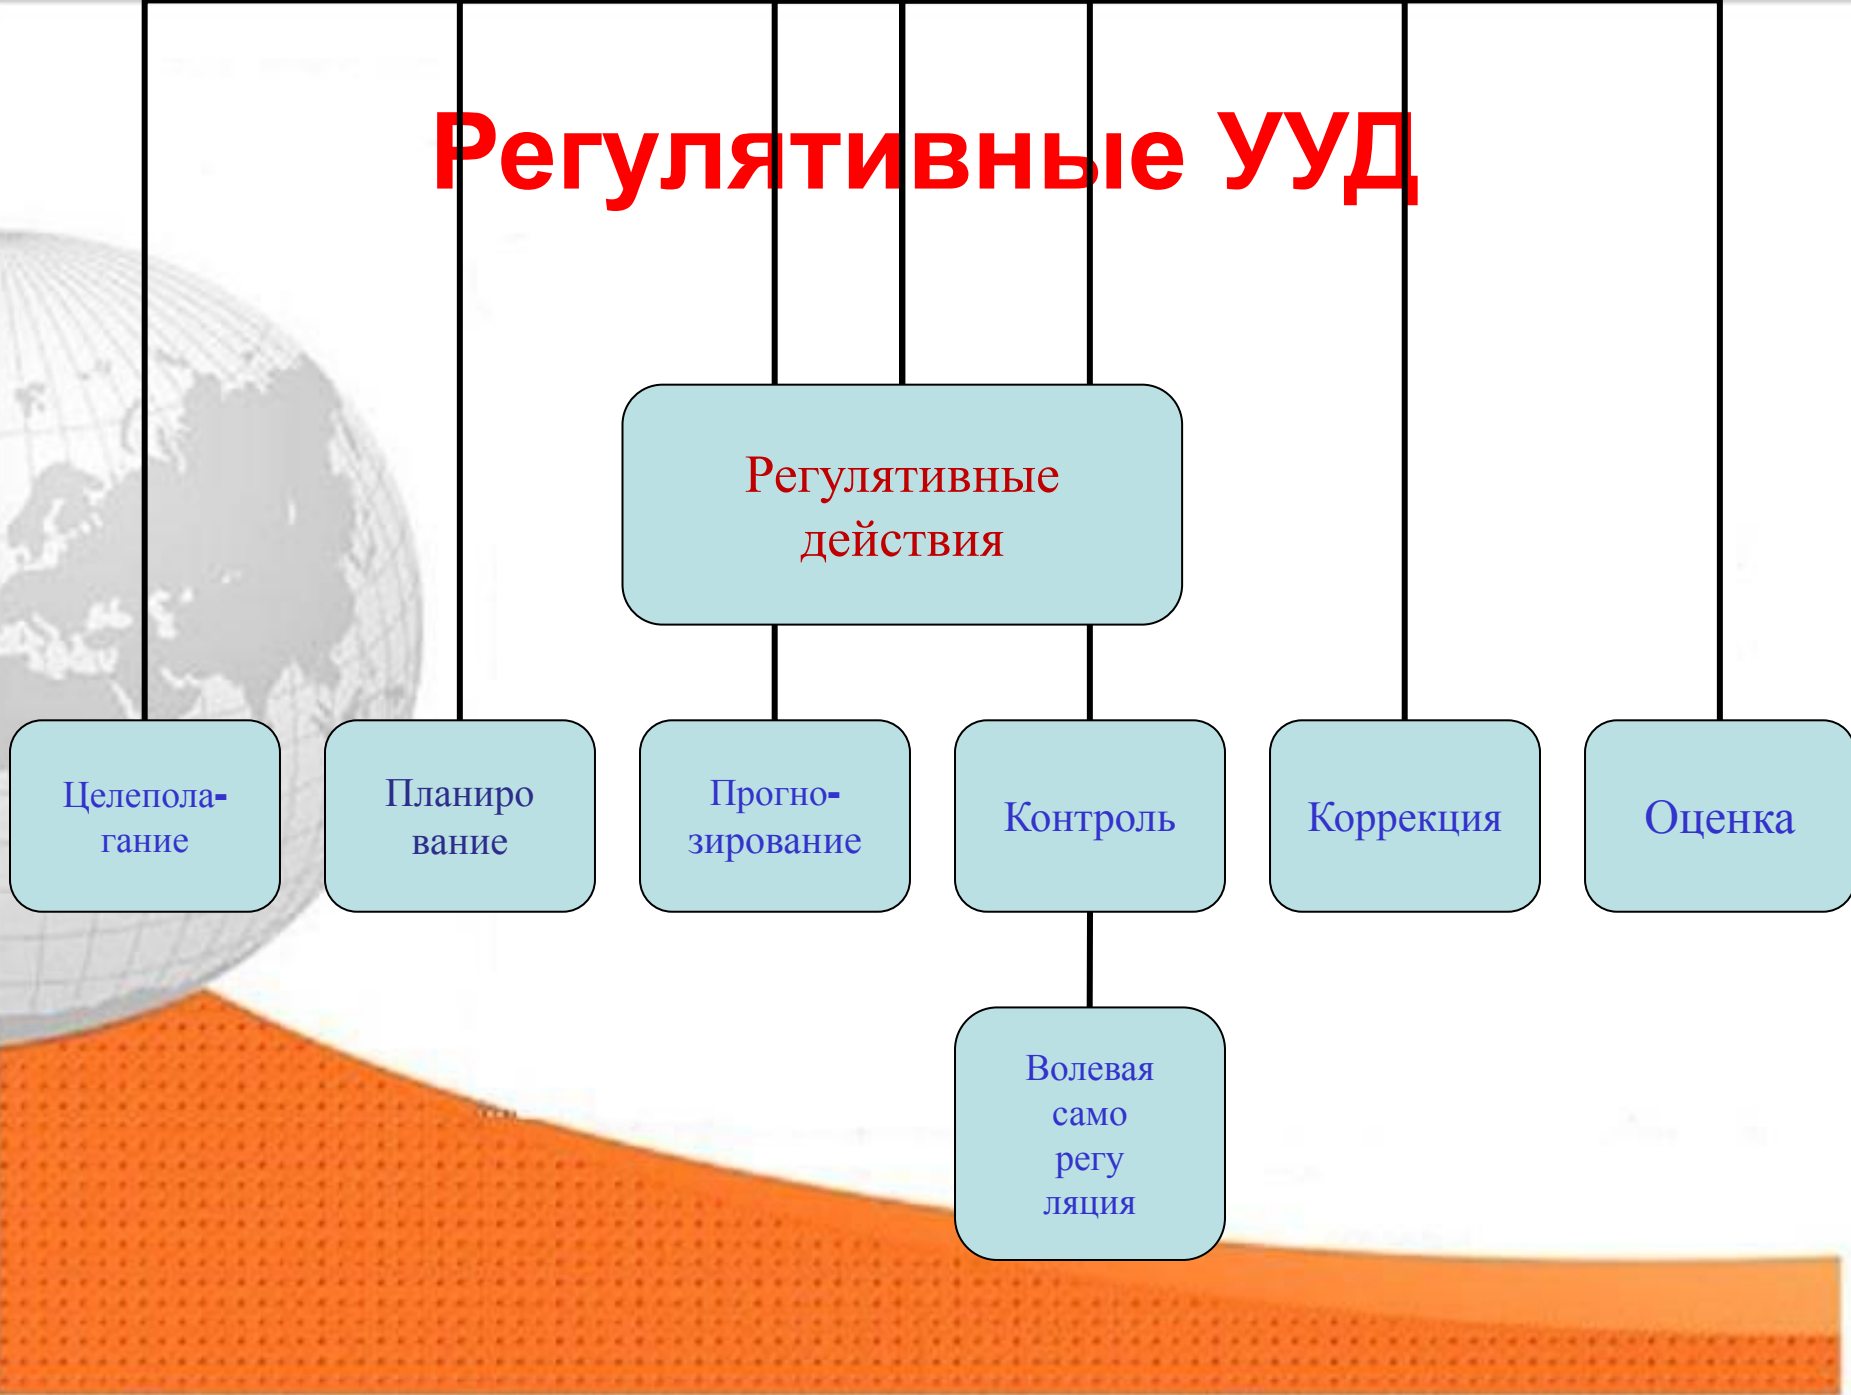 Регулятивные УУД
Регулятивные
действия
Целепола-
гание
Планиро
вание
Прогно-
зирование
Контроль
Коррекция
Оценка
Волевая
само
регу
ляция